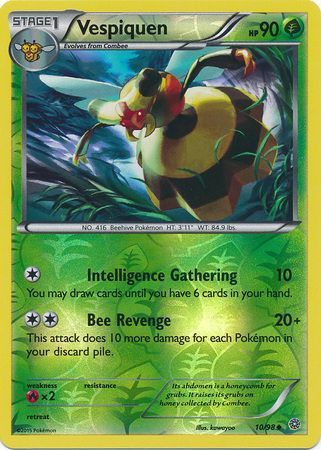 STAGE 1
Vespiquen
HP 90
Evolves from Combee
NO. 416 Beehive Pokémon HT: 3'11" WT: 84.9 lbs.
Intelligence Gathering 10
You may draw cards until you have 6 cards in your hand.
Bee Revenge 20+
This attack does 10 more damage for each Pokémon in
your discard pile.
weakness resistance
×2
retreat
Its abdomen is a honeycomb for
grubs. It raises its grubs on
honey collected by Combee.
©2015 Pokémon
Illus. kawayoo
10/98